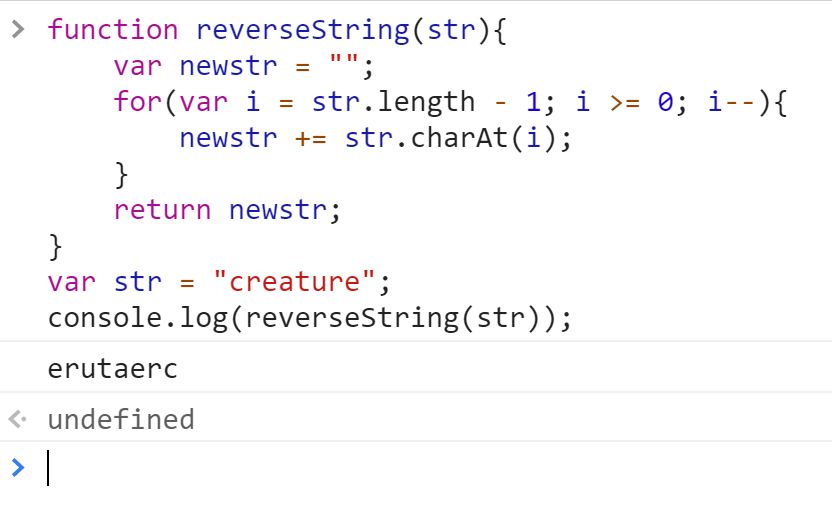 function reverseString(str){
    var newstr = "";
    for(var i = str.length - 1; i >= 0; i--){
        newstr += str.charAt(i);
    }
    return newstr;
}
var str = "creature";
console.log(reverseString(str));
erutaerc
undefined